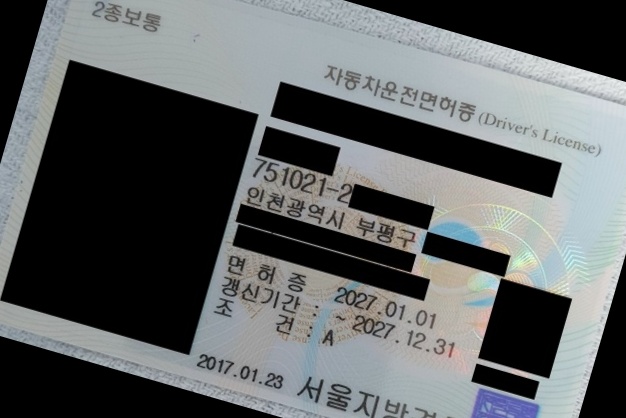 2종보통
자동차운전면허증 (Driver's License)
751021-2
인천광역시 부평구
면 허 증
갱신기간 : 2027.01.01
~ 2027.12.31
조 건 : A
2017.01.23 서울지방경